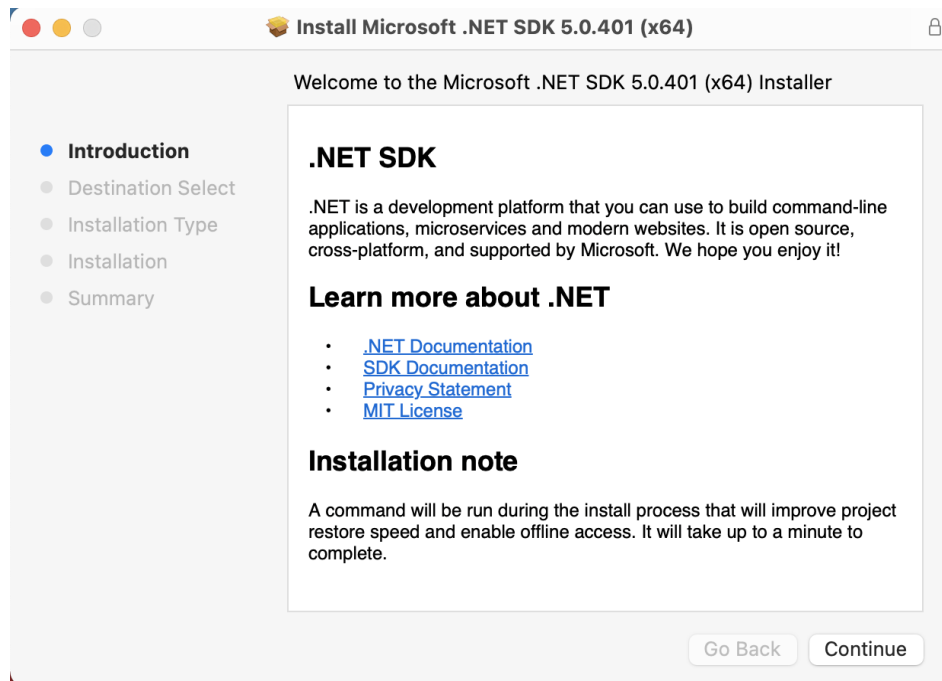 Install Microsoft .NET SDK 5.0.401 (x64)
Welcome to the Microsoft .NET SDK 5.0.401 (x64) Installer
Introduction
Destination Select
Installation Type
Installation
Summary
.NET SDK
.NET is a development platform that you can use to build command-line
applications, microservices and modern websites. It is open source,
cross-platform, and supported by Microsoft. We hope you enjoy it!
Learn more about .NET
• .NET Documentation
• SDK Documentation
• Privacy Statement
• MIT License
Installation note
A command will be run during the install process that will improve project
restore speed and enable offline access. It will take up to a minute to
complete.
Go Back
Continue